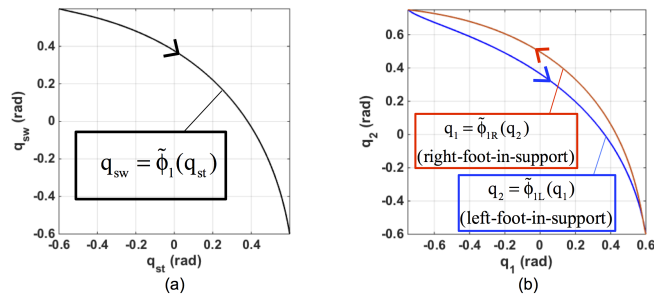 0.6
0.4
0.2
0
-0.2
-0.4
-0.6
q_sw (rad)
q_sw = φ̃_1(q_st)
-0.6 -0.4 -0.2 0 0.2 0.4
q_st (rad)
(a)
0.6
0.4
0.2
0
-0.2
-0.4
-0.6
q_2 (rad)
q_1 = φ̃_1R(q_2)
(right-foot-in-support)
q_2 = φ̃_1L(q_1)
(left-foot-in-support)
-0.6 -0.4 -0.2 0 0.2 0.4 0.6
q_1 (rad)
(b)